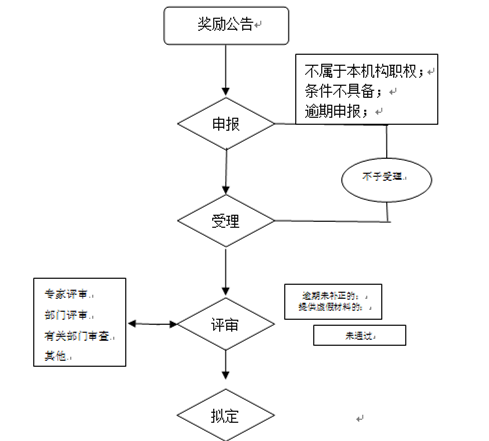 奖励公告
不属于本机构职权；
条件不具备；
逾期申报；
申报
不予受理
受理
专家评审
部门评审
有关部门审查
其他
逾期未补正的；
提供虚假材料的；
评审
未通过
拟定